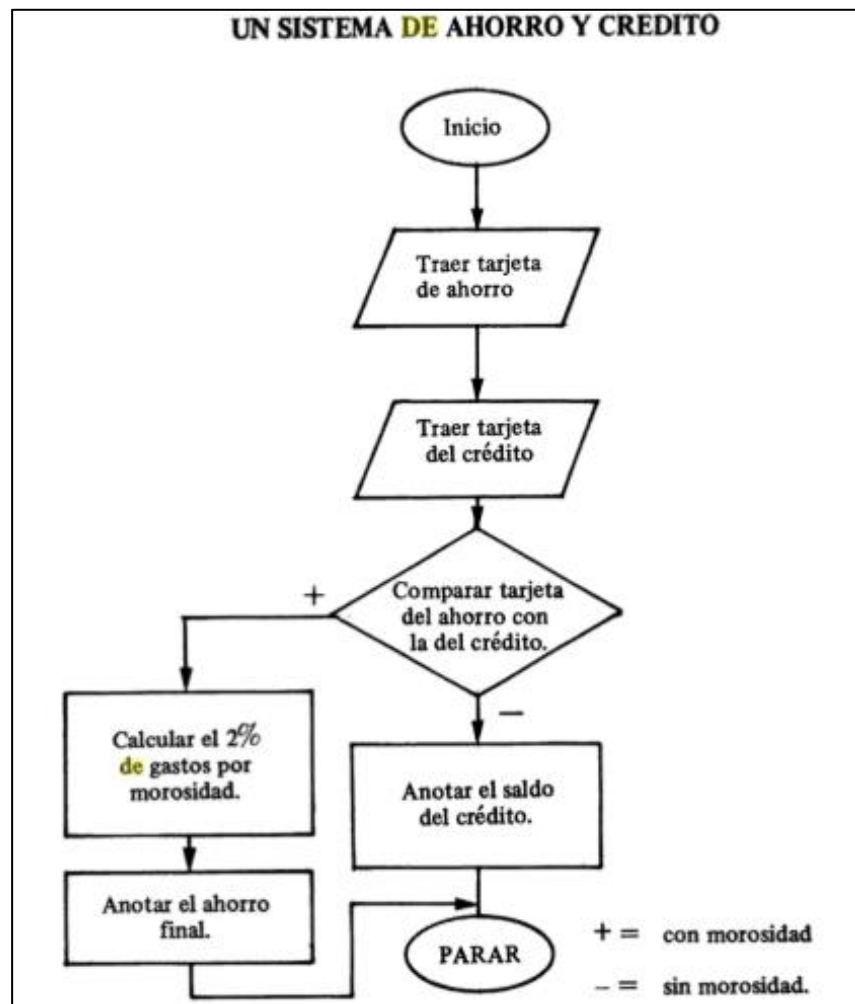 UN SISTEMA DE AHORRO Y CREDITO
Inicio
Traer tarjeta
de ahorro
Traer tarjeta
del crédito
Comparar tarjeta
del ahorro con
la del crédito.
+
−
Calcular el 2%
de gastos por
morosidad.
Anotar el saldo
del crédito.
Anotar el ahorro
final.
PARAR
+ = con morosidad
− = sin morosidad.